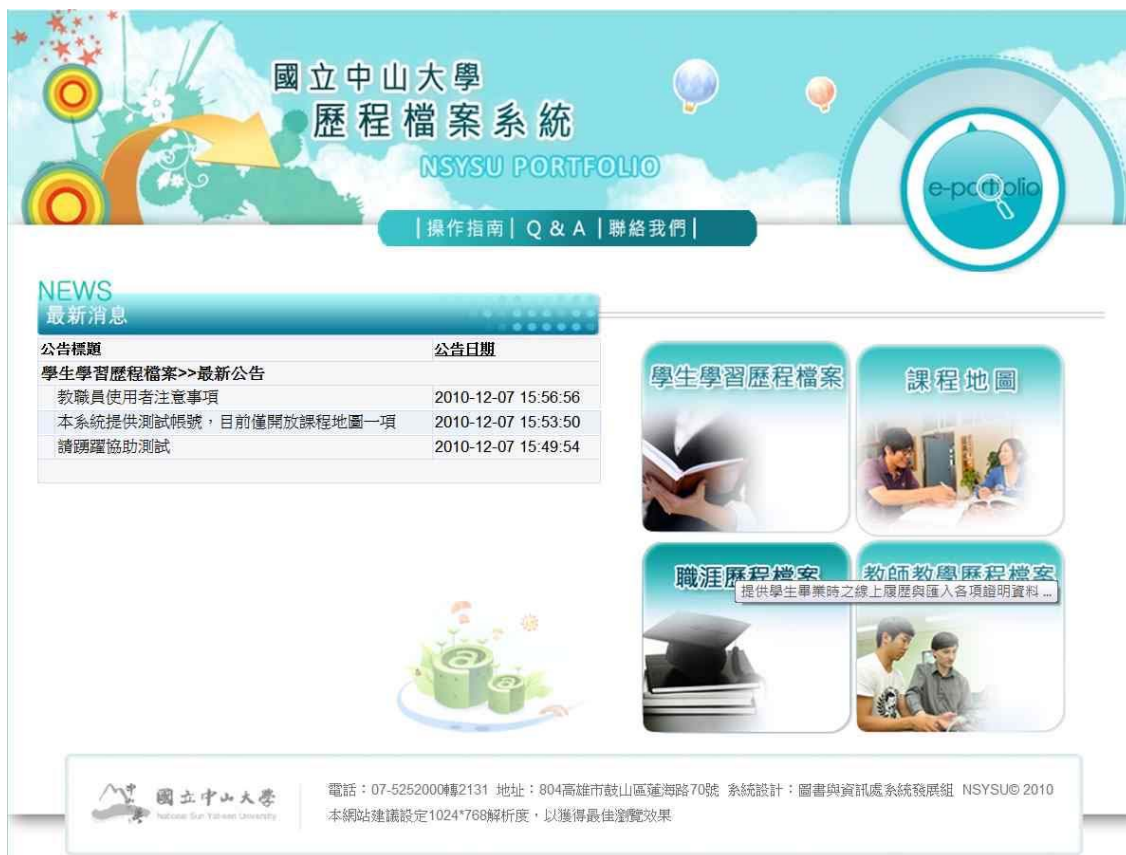 國立中山大學
歷程檔案系統
NSYSU PORTFOLIO
e-portfolio
|操作指南| Q & A |聯絡我們|
NEWS
最新消息
公告標題 公告日期
學生學習歷程檔案>>最新公告
教職員使用者注意事項 2010-12-07 15:56:56
本系統提供測試帳號，目前僅開放課程地圖一項 2010-12-07 15:53:50
請踴躍協助測試 2010-12-07 15:49:54
學生學習歷程檔案
課程地圖
職涯歷程檔案
教師教學歷程檔案
提供學生畢業時之線上履歷與匯入各項證明資料 ...
中山
國立中山大學
National Sun Yat-sen University
電話：07-5252000轉2131 地址：804高雄市鼓山區蓮海路70號 系統設計：圖書與資訊處系統發展組 NSYSU© 2010
本網站建議設定1024*768解析度，以獲得最佳瀏覽效果